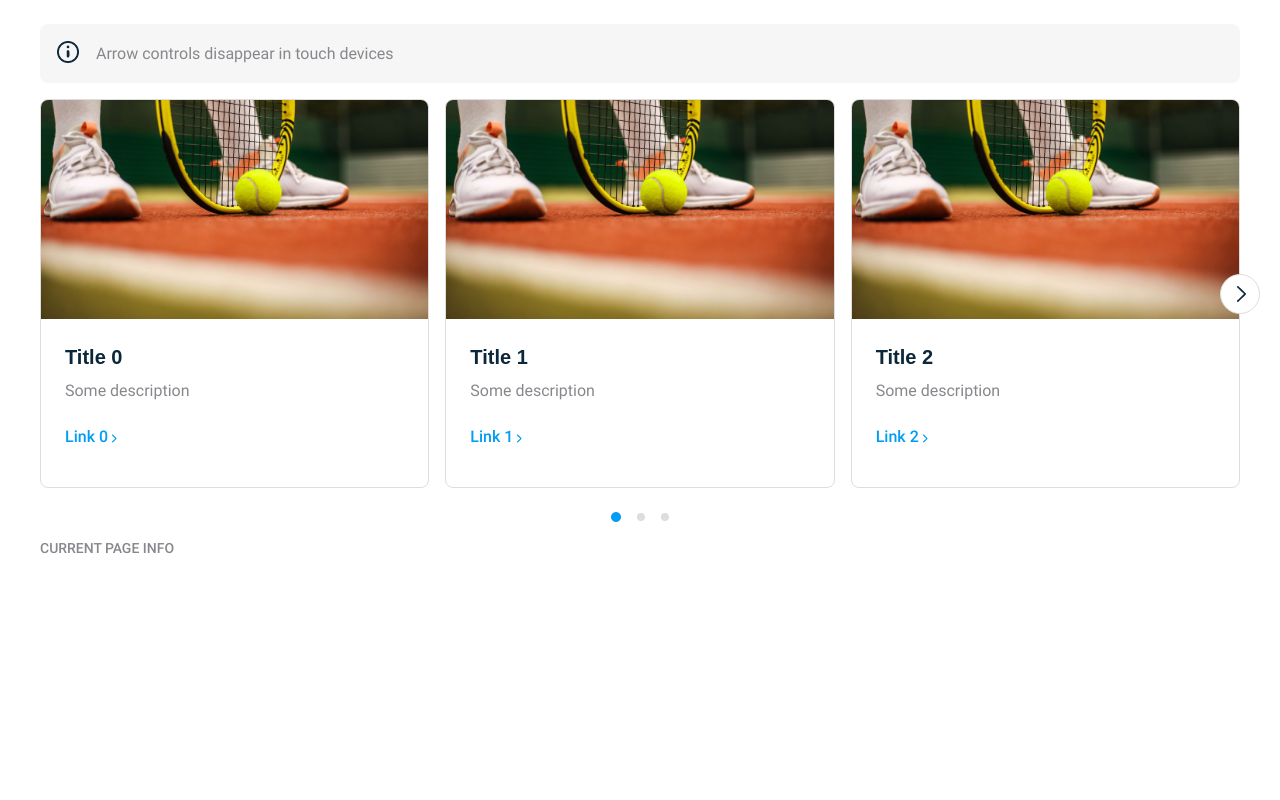 Arrow controls disappear in touch devices
Title 0
Some description
Link 0
Title 1
Some description
Link 1
Title 2
Some description
Link 2
CURRENT PAGE INFO